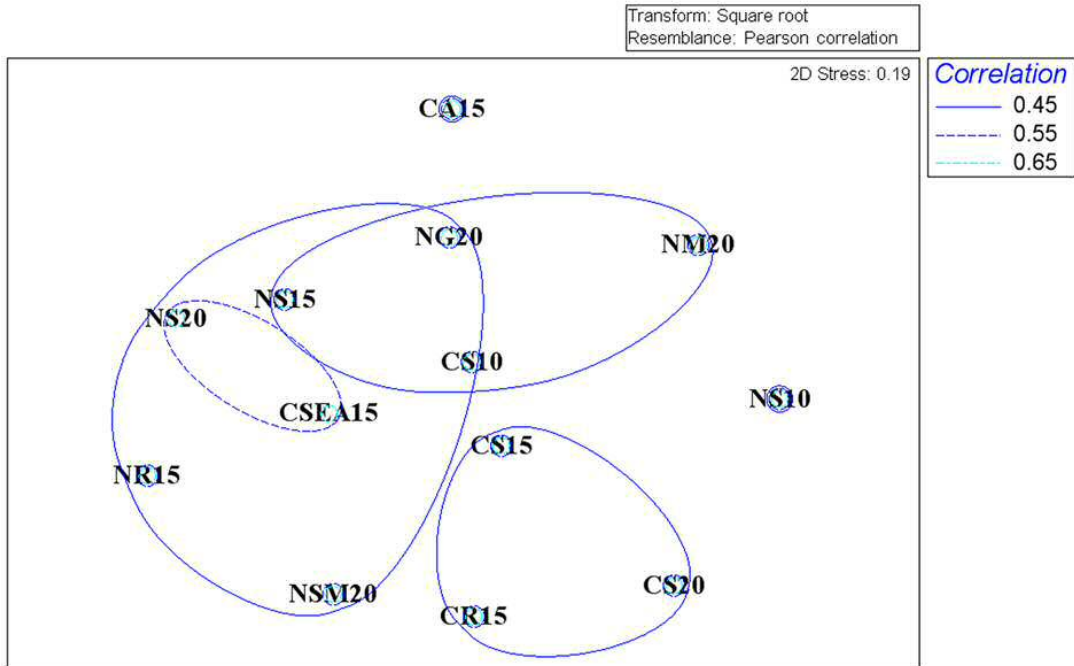 Transform: Square root
Resemblance: Pearson correlation
2D Stress: 0.19
Correlation
0.45
0.55
0.65
CA15
NG20
NM20
NS15
NS20
CS10
NS10
CSEA15
CS15
NR15
CS20
NSM20
CR15